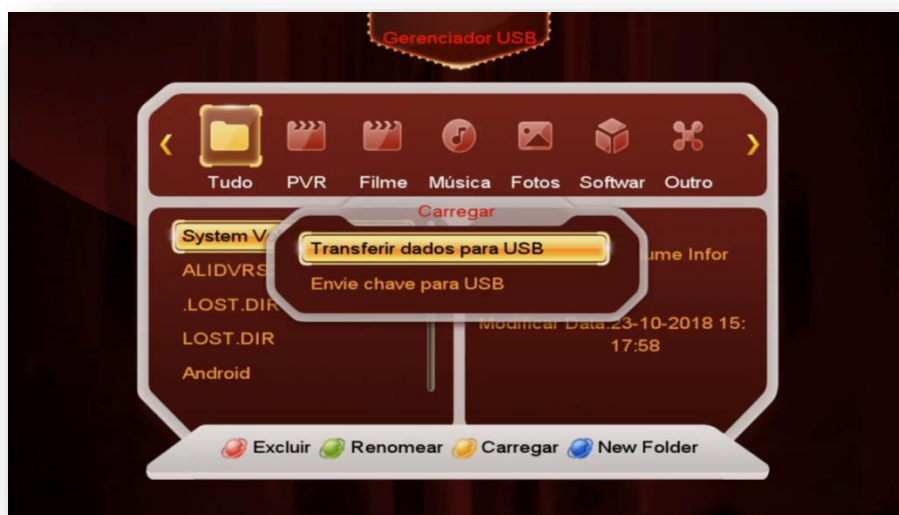 Gerenciador USB
Tudo PVR Filme Música Fotos Softwar Outro
Carregar
System V
Transferir dados para USB
ume Infor
ALIDVRS
Envie chave para USB
.LOST.DIR
Modificar Data:23-10-2018 15:
LOST.DIR
17:58
Android
Excluir Renomear Carregar New Folder